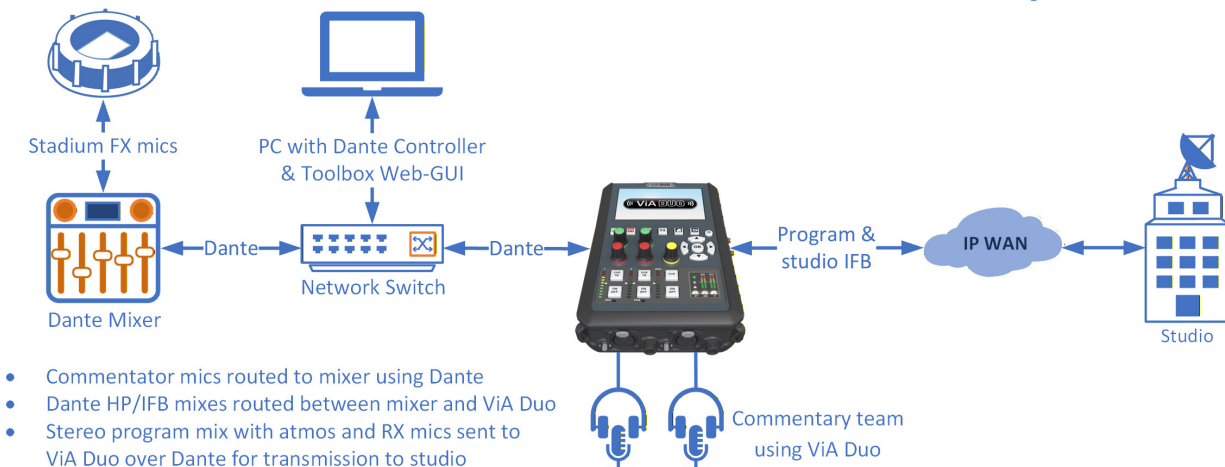 Stadium FX mics
PC with Dante Controller
& Toolbox Web-GUI
ViA DUO
Dante
Dante
Program &
studio IFB
IP WAN
Network Switch
Dante Mixer
Studio
• Commentator mics routed to mixer using Dante
• Dante HP/IFB mixes routed between mixer and ViA Duo
• Stereo program mix with atmos and RX mics sent to
ViA Duo over Dante for transmission to studio
Commentary team
using ViA Duo